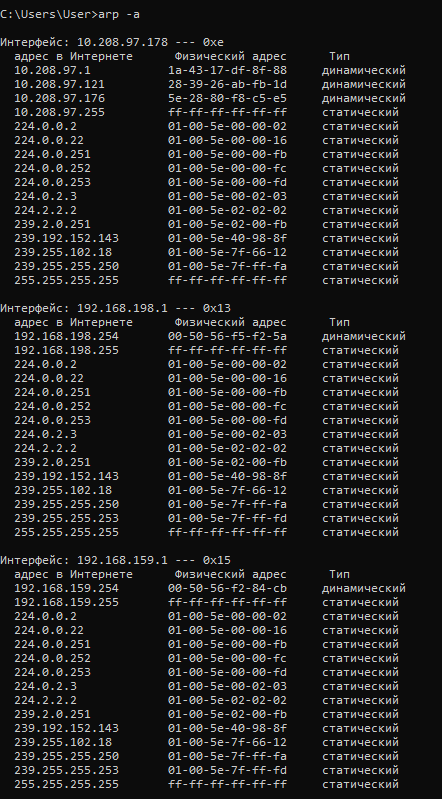 C:\Users\User>arp -a
Интерфейс: 10.208.97.178 --- 0xe
адрес в Интернете Физический адрес Тип
10.208.97.1 1a-43-17-df-8f-88 динамический
10.208.97.121 28-39-26-ab-fb-1d динамический
10.208.97.176 5e-28-80-f8-c5-e5 динамический
10.208.97.255 ff-ff-ff-ff-ff-ff статический
224.0.0.2 01-00-5e-00-00-02 статический
224.0.0.22 01-00-5e-00-00-16 статический
224.0.0.251 01-00-5e-00-00-fb статический
224.0.0.252 01-00-5e-00-00-fc статический
224.0.0.253 01-00-5e-00-00-fd статический
224.0.2.3 01-00-5e-00-02-03 статический
224.2.2.2 01-00-5e-02-02-02 статический
239.2.0.251 01-00-5e-02-00-fb статический
239.192.152.143 01-00-5e-40-98-8f статический
239.255.102.18 01-00-5e-7f-66-12 статический
239.255.255.250 01-00-5e-7f-ff-fa статический
255.255.255.255 ff-ff-ff-ff-ff-ff статический
Интерфейс: 192.168.198.1 --- 0x13
адрес в Интернете Физический адрес Тип
192.168.198.254 00-50-56-f5-f2-5a динамический
192.168.198.255 ff-ff-ff-ff-ff-ff статический
224.0.0.2 01-00-5e-00-00-02 статический
224.0.0.22 01-00-5e-00-00-16 статический
224.0.0.251 01-00-5e-00-00-fb статический
224.0.0.252 01-00-5e-00-00-fc статический
224.0.0.253 01-00-5e-00-00-fd статический
224.0.2.3 01-00-5e-00-02-03 статический
224.2.2.2 01-00-5e-02-02-02 статический
239.2.0.251 01-00-5e-02-00-fb статический
239.192.152.143 01-00-5e-40-98-8f статический
239.255.102.18 01-00-5e-7f-66-12 статический
239.255.255.250 01-00-5e-7f-ff-fa статический
239.255.255.253 01-00-5e-7f-ff-fd статический
255.255.255.255 ff-ff-ff-ff-ff-ff статический
Интерфейс: 192.168.159.1 --- 0x15
адрес в Интернете Физический адрес Тип
192.168.159.254 00-50-56-f2-84-cb динамический
192.168.159.255 ff-ff-ff-ff-ff-ff статический
224.0.0.2 01-00-5e-00-00-02 статический
224.0.0.22 01-00-5e-00-00-16 статический
224.0.0.251 01-00-5e-00-00-fb статический
224.0.0.252 01-00-5e-00-00-fc статический
224.0.0.253 01-00-5e-00-00-fd статический
224.0.2.3 01-00-5e-00-02-03 статический
224.2.2.2 01-00-5e-02-02-02 статический
239.2.0.251 01-00-5e-02-00-fb статический
239.192.152.143 01-00-5e-40-98-8f статический
239.255.102.18 01-00-5e-7f-66-12 статический
239.255.255.250 01-00-5e-7f-ff-fa статический
239.255.255.253 01-00-5e-7f-ff-fd статический
255.255.255.255 ff-ff-ff-ff-ff-ff статический